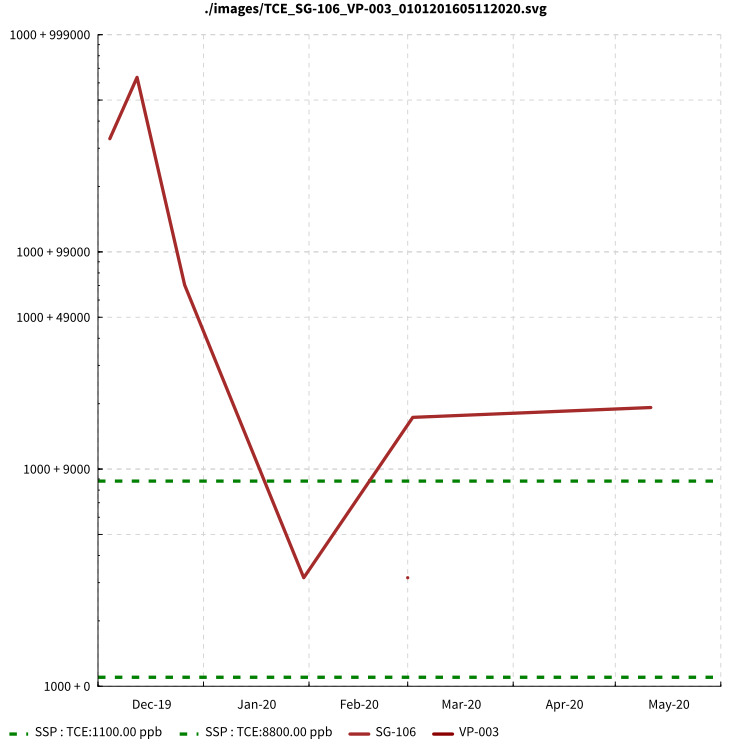 ./images/TCE_SG-106_VP-003_0101201605112020.svg
1000 + 999000
1000 + 99000
1000 + 49000
1000 + 9000
1000 + 0
Dec-19 Jan-20 Feb-20 Mar-20 Apr-20 May-20
SSP : TCE:1100.00 ppb SSP : TCE:8800.00 ppb SG-106 VP-003